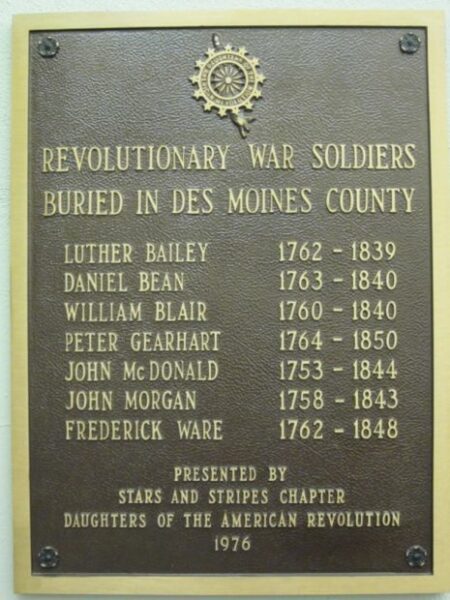 REVOLUTIONARY WAR SOLDIERS
BURIED IN DES MOINES COUNTY
LUTHER BAILEY 1762 - 1839
DANIEL BEAN 1763 - 1840
WILLIAM BLAIR 1760 - 1840
PETER GEARHART 1764 - 1850
JOHN McDONALD 1753 - 1844
JOHN MORGAN 1758 - 1843
FREDERICK WARE 1762 - 1848
PRESENTED BY
STARS AND STRIPES CHAPTER
DAUGHTERS OF THE AMERICAN REVOLUTION
1976